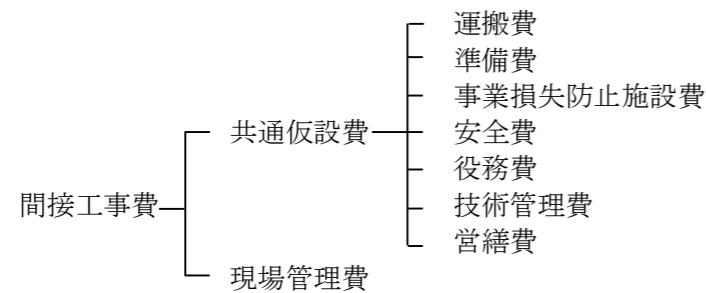 運搬費
準備費
事業損失防止施設費
共通仮設費
安全費
役務費
間接工事費
技術管理費
営繕費
現場管理費